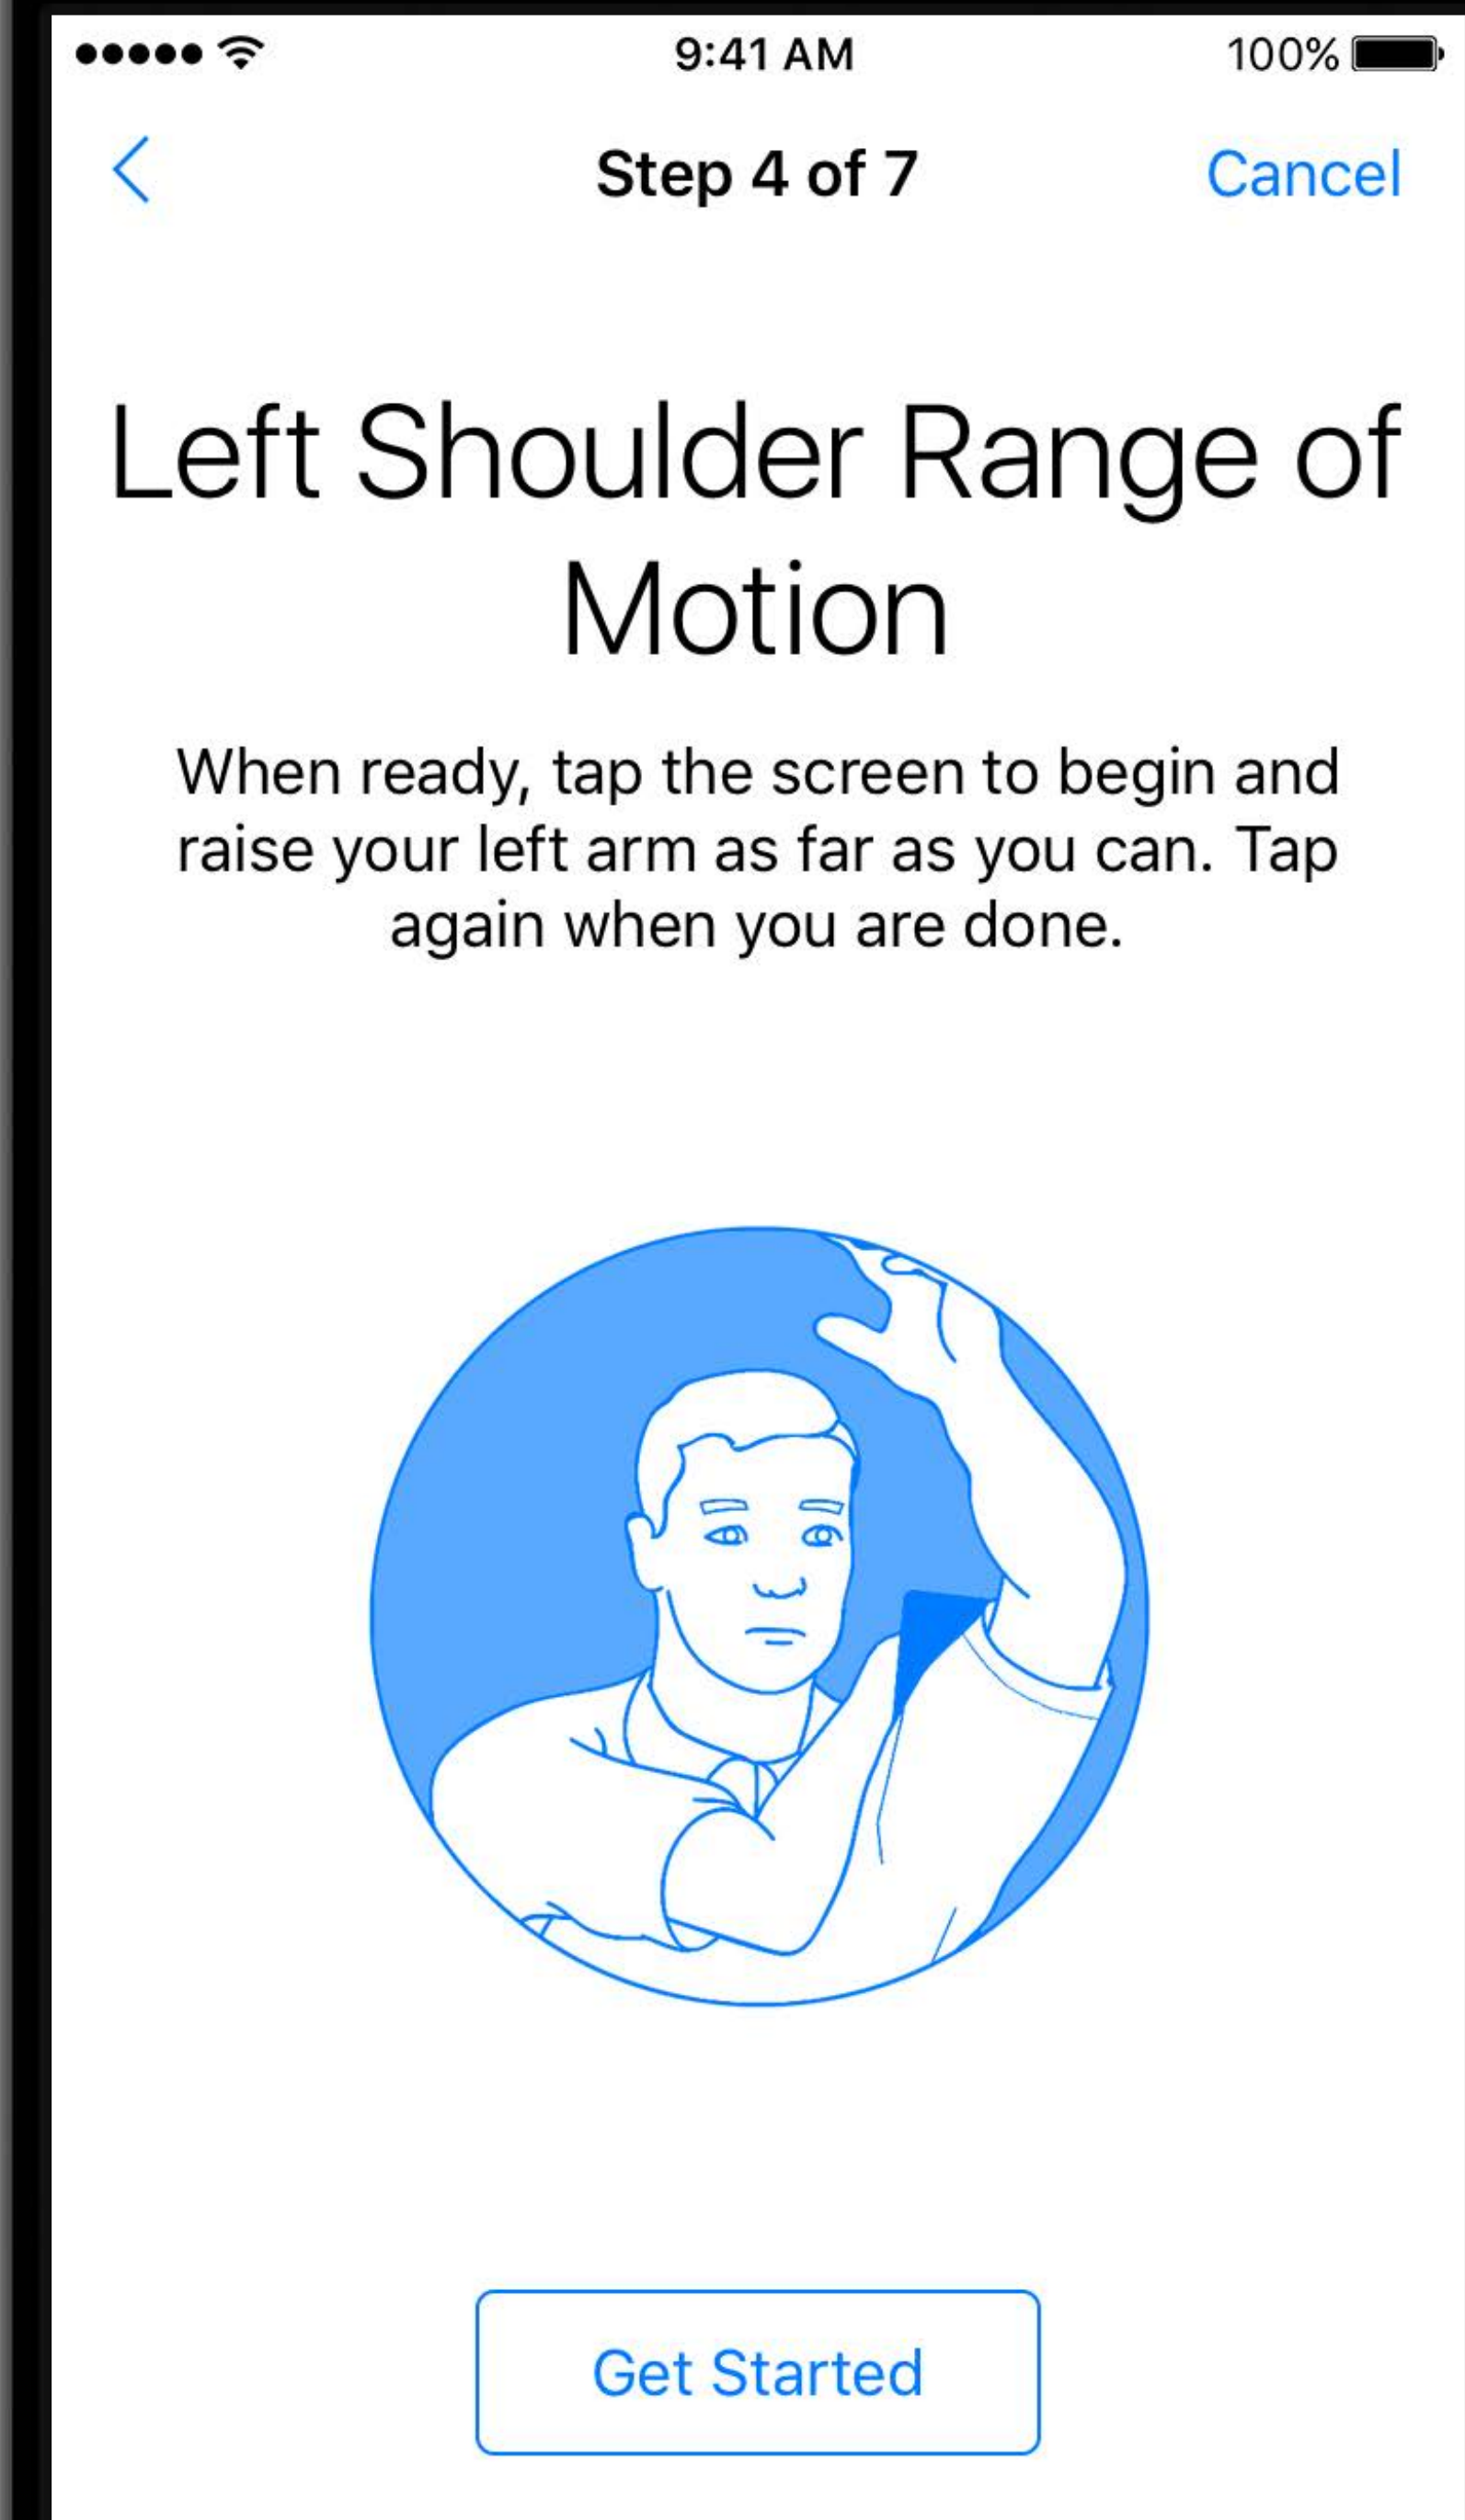 9:41 AM
100%
Step 4 of 7
Cancel
Left Shoulder Range of
Motion
When ready, tap the screen to begin and
raise your left arm as far as you can. Tap
again when you are done.
Get Started